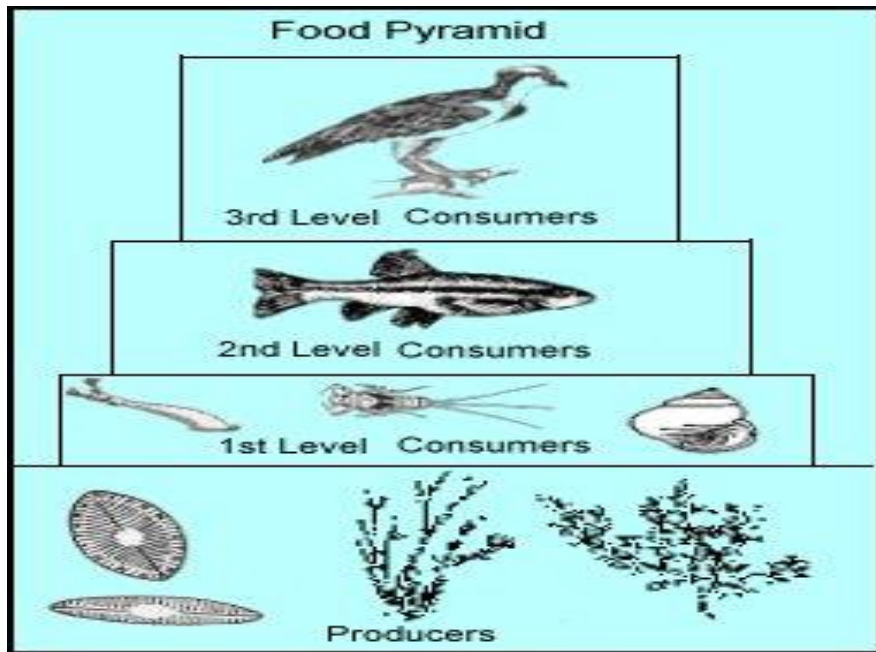 Food Pyramid
3rd Level Consumers
2nd Level Consumers
1st Level Consumers
Producers